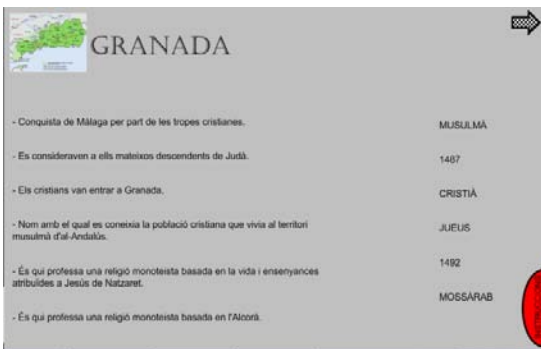 GRANADA
- Conquista de Màlaga per part de les tropes cristianes.
MUSULMÀ
- Es consideraven a ells mateixos descendents de Judà.
1487
- Els cristians van entrar a Granada.
CRISTIÀ
- Nom amb el qual es coneixia la població cristiana que vivia al territori
musulmà d'al-Andalús.
JUEUS
1492
- És qui professa una religió monoteista basada en la vida i ensenyances
atribuïdes a Jesús de Natzaret.
MOSSÀRAB
- És qui professa una religió monoteista basada en l'Alcorà.